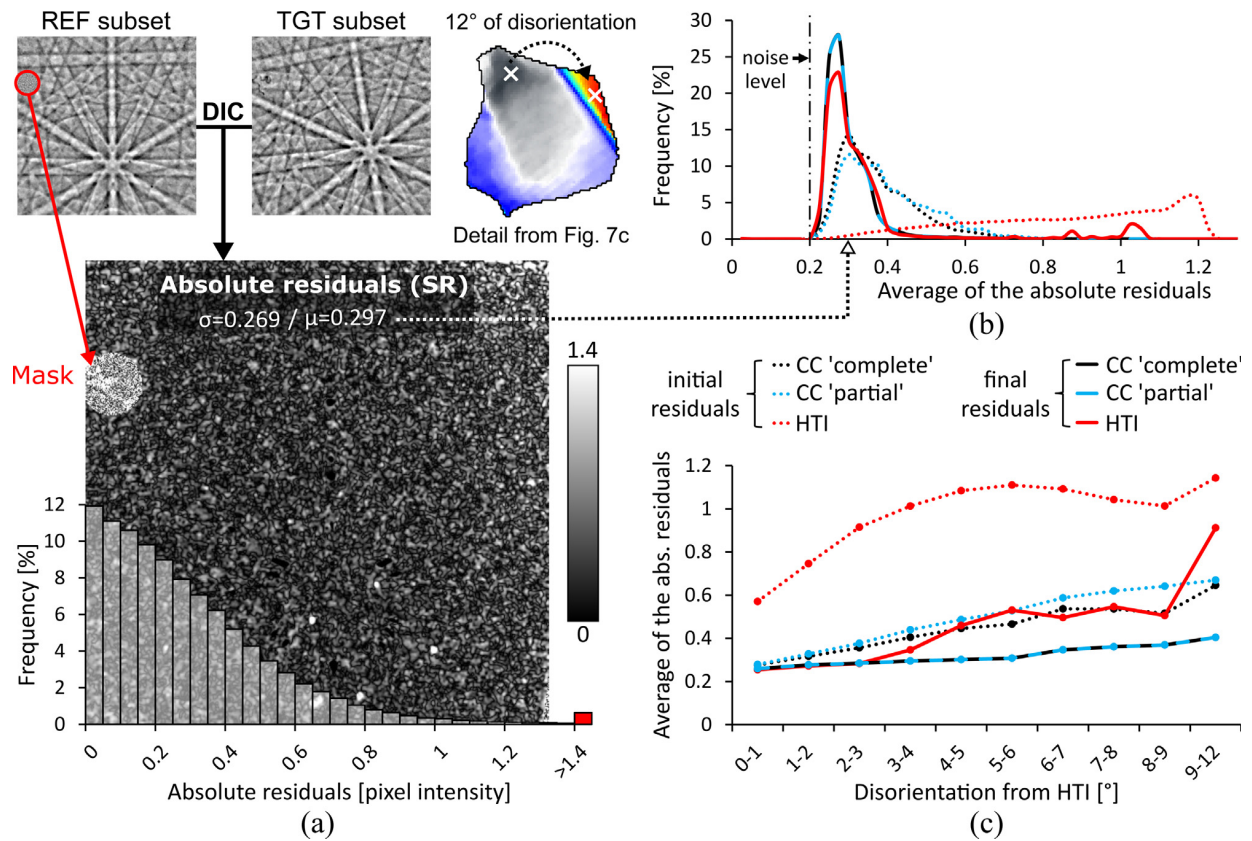 REF subset
TGT subset
12° of disorientation
DIC
Detail from Fig. 7c
Absolute residuals (SR)
σ=0.269 / μ=0.297
Mask
1.4
0
Frequency [%]
12
10
8
6
4
2
0
0
0.2
0.4
0.6
0.8
1
1.2
>1.4
Absolute residuals [pixel intensity]
(a)
Frequency [%]
30
25
20
15
10
5
0
noise
level
0
0.2
0.4
0.6
0.8
1
1.2
Average of the absolute residuals
(b)
initial
residuals
CC 'complete'
CC 'partial'
HTI
final
residuals
CC 'complete'
CC 'partial'
HTI
Average of the abs. residuals
1.2
1
0.8
0.6
0.4
0.2
0
0-1
1-2
2-3
3-4
4-5
5-6
6-7
7-8
8-9
9-12
Disorientation from HTI [°]
(c)